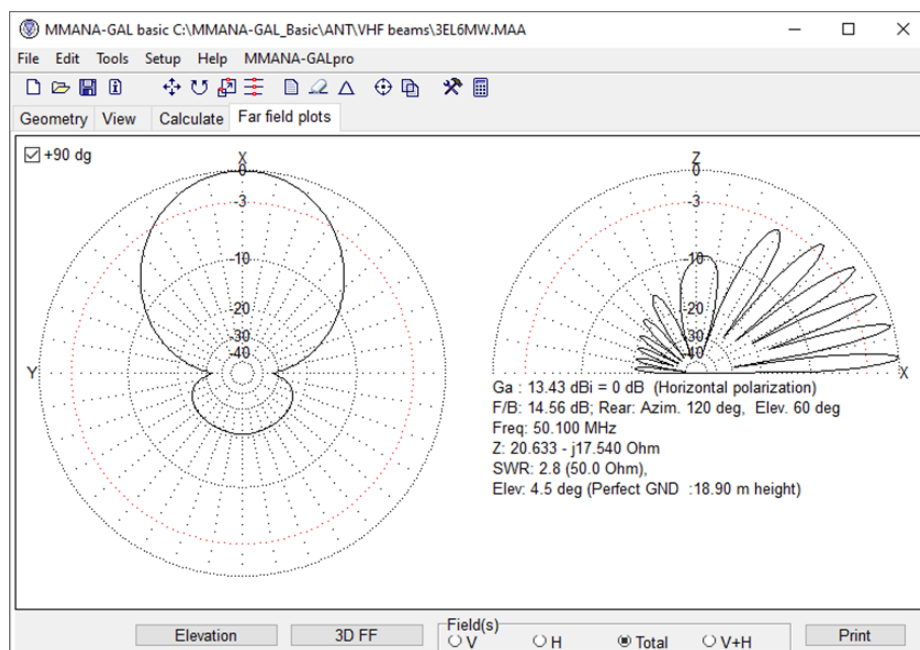 MMANA-GAL basic C:\MMANA-GAL_Basic\ANT\VHF beams\3EL6MW.MAA
File Edit Tools Setup Help MMANA-GALpro
Geometry View Calculate Far field plots
+90 dg
X
0
-3
-10
-20
-30
-40
Y
Z
0
-3
-10
-20
-30
-40
X
Ga : 13.43 dBi = 0 dB (Horizontal polarization)
F/B: 14.56 dB; Rear: Azim. 120 deg, Elev. 60 deg
Freq: 50.100 MHz
Z: 20.633 - j17.540 Ohm
SWR: 2.8 (50.0 Ohm),
Elev: 4.5 deg (Perfect GND :18.90 m height)
Elevation 3D FF
Field(s)
V H Total V+H
Print